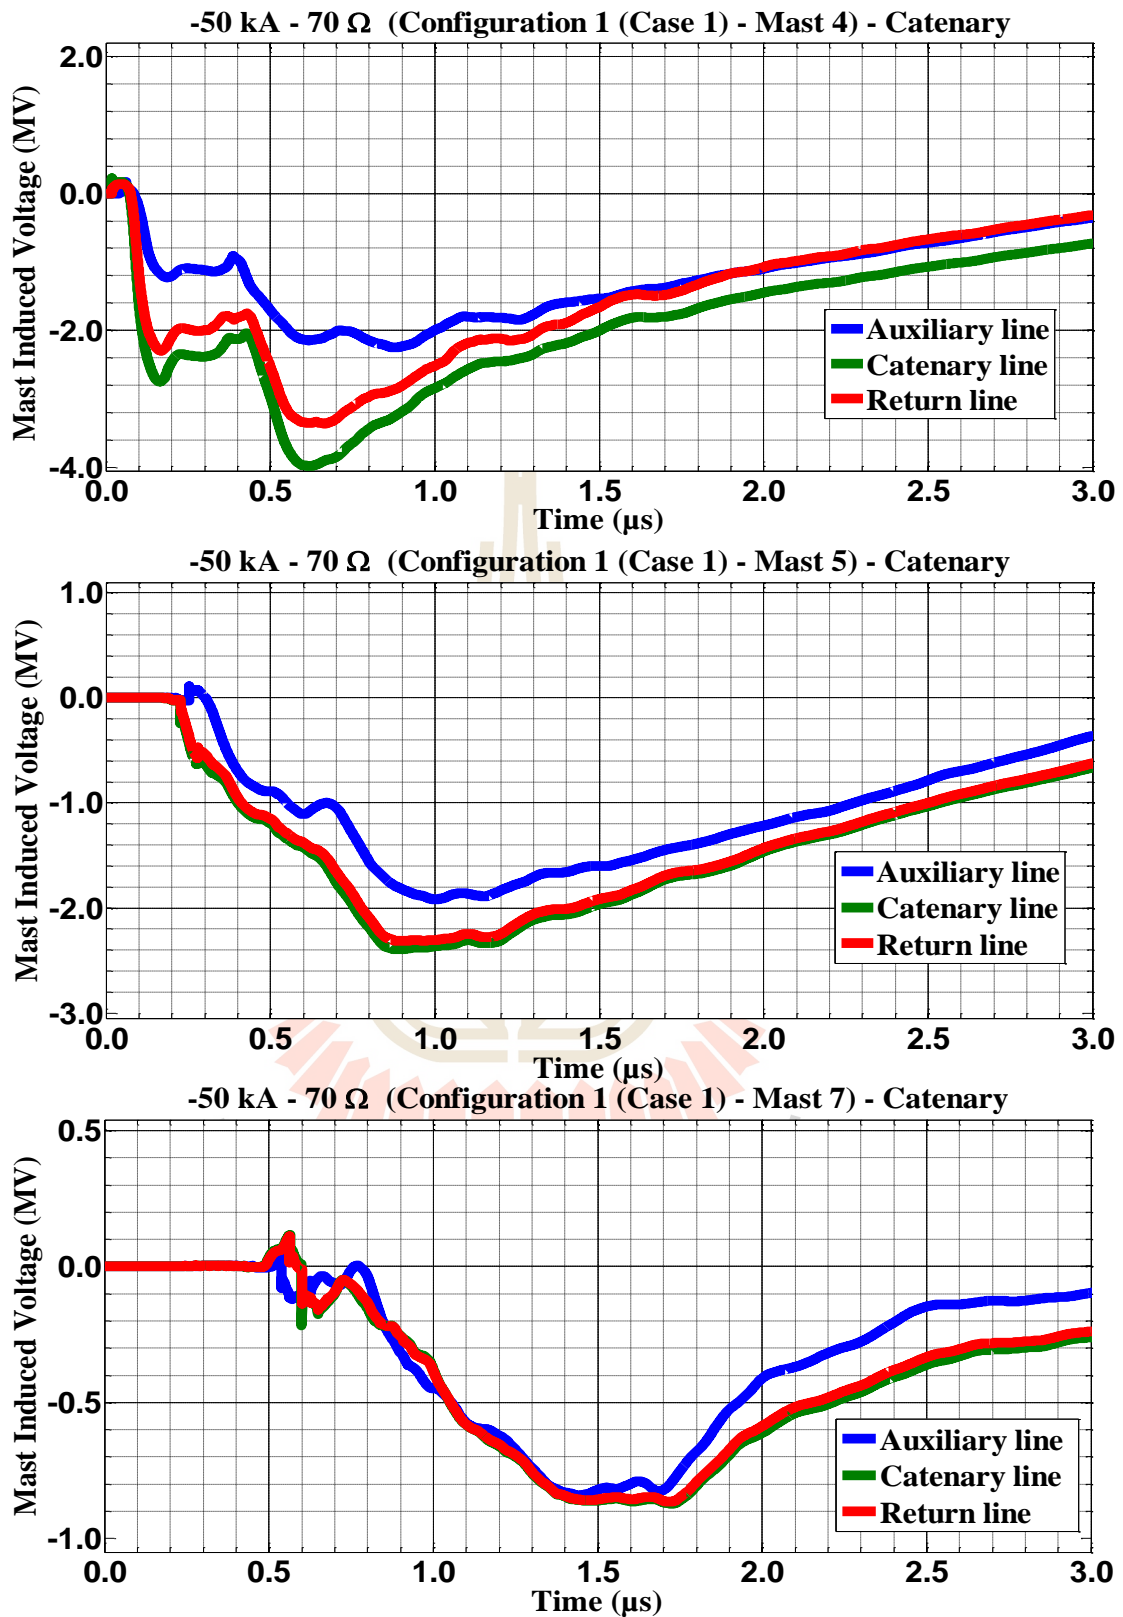 -50 kA - 70 Ω (Configuration 1 (Case 1) - Mast 4) - Catenary
Mast Induced Voltage (MV)
2.0
0.0
-2.0
-4.0
Auxiliary line
Catenary line
Return line
0.0 0.5 1.0 1.5 2.0 2.5 3.0
Time (µs)
-50 kA - 70 Ω (Configuration 1 (Case 1) - Mast 5) - Catenary
Mast Induced Voltage (MV)
1.0
0.0
-1.0
-2.0
-3.0
Auxiliary line
Catenary line
Return line
0.0 0.5 1.0 1.5 2.0 2.5 3.0
Time (µs)
-50 kA - 70 Ω (Configuration 1 (Case 1) - Mast 7) - Catenary
Mast Induced Voltage (MV)
0.5
0.0
-0.5
-1.0
Auxiliary line
Catenary line
Return line
0.0 0.5 1.0 1.5 2.0 2.5 3.0
Time (µs)